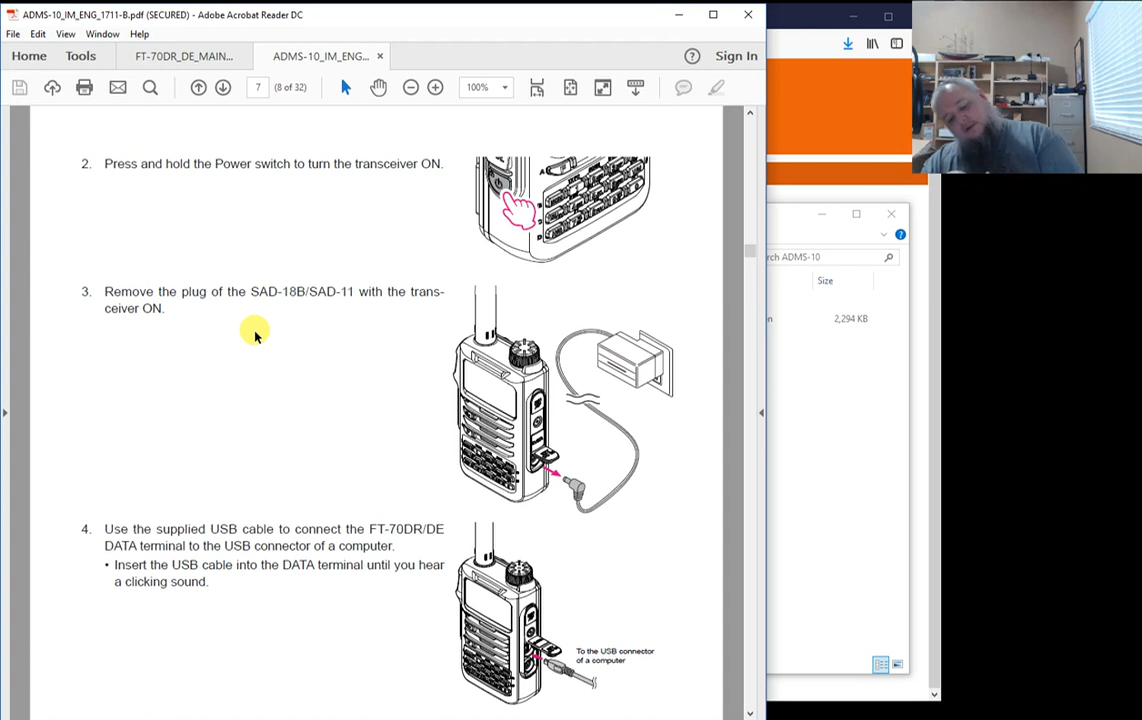 ADMS-10_IM_ENG_1711-B.pdf (SECURED) - Adobe Acrobat Reader DC
File Edit View Window Help
Home Tools FT-70DR_DE_MAIN... ADMS-10_IM_ENG... × Sign In
7 (8 of 32) 100%
2. Press and hold the Power switch to turn the transceiver ON.
3. Remove the plug of the SAD-18B/SAD-11 with the trans-
ceiver ON.
4. Use the supplied USB cable to connect the FT-70DR/DE
DATA terminal to the USB connector of a computer.
• Insert the USB cable into the DATA terminal until you hear
a clicking sound.
To the USB connector
of a computer
rch ADMS-10
Size
2,294 KB